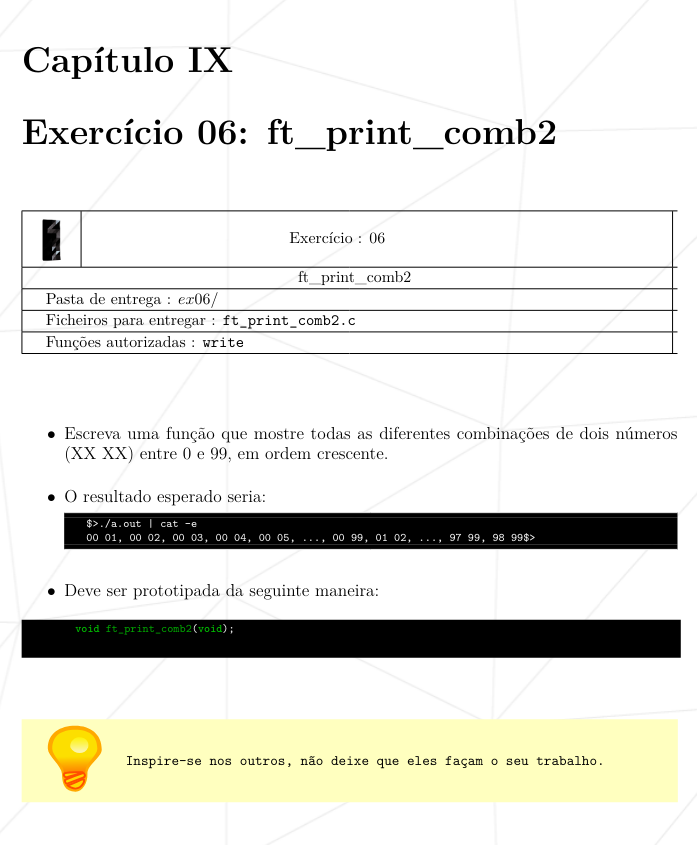 Capítulo IX
Exercício 06: ft_print_comb2
Exercício : 06
ft_print_comb2
Pasta de entrega : ex06/
Ficheiros para entregar : ft_print_comb2.c
Funções autorizadas : write
• Escreva uma função que mostre todas as diferentes combinações de dois números
(XX XX) entre 0 e 99, em ordem crescente.
• O resultado esperado seria:
$>./a.out | cat -e
00 01, 00 02, 00 03, 00 04, 00 05, ..., 00 99, 01 02, ..., 97 99, 98 99$>
• Deve ser prototipada da seguinte maneira:
void ft_print_comb2(void);
Inspire-se nos outros, não deixe que eles façam o seu trabalho.